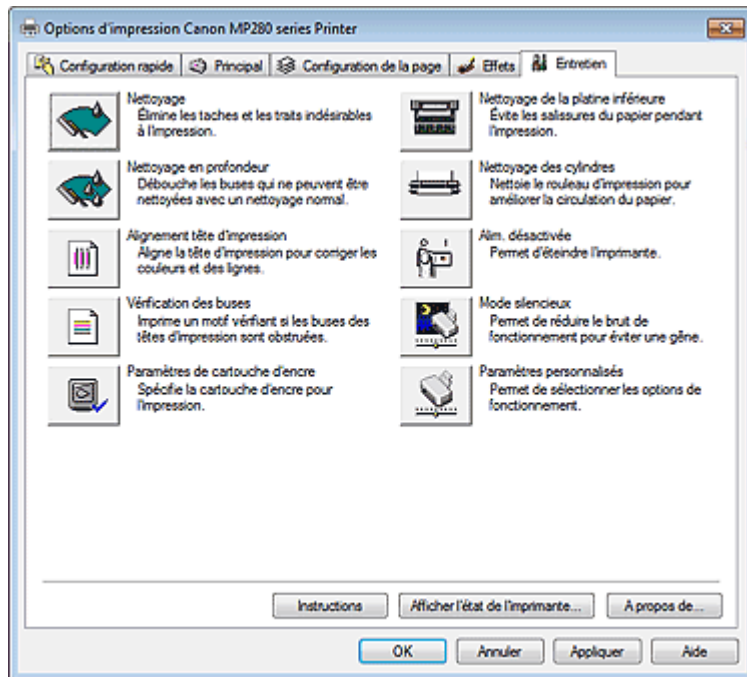 Options d'impression Canon MP280 series Printer
Configuration rapide
Principal
Configuration de la page
Effets
Entretien
Nettoyage
Élimine les taches et les traits indésirables
à l'impression.
Nettoyage en profondeur
Débouche les buses qui ne peuvent être
nettoyées avec un nettoyage normal.
Alignement tête d'impression
Aligne la tête d'impression pour corriger les
couleurs et des lignes.
Vérification des buses
Imprime un motif vérifiant si les buses des
têtes d'impression sont obstruées.
Paramètres de cartouche d'encre
Spécifie la cartouche d'encre pour
l'impression.
Nettoyage de la platine inférieure
Évite les salissures du papier pendant
l'impression.
Nettoyage des cylindres
Nettoie le rouleau d'impression pour
améliorer la circulation du papier.
Alim. désactivée
Permet d'éteindre l'imprimante.
Mode silencieux
Permet de réduire le bruit de
fonctionnement pour éviter une gêne.
Paramètres personnalisés
Permet de sélectionner les options de
fonctionnement.
Instructions
Afficher l'état de l'imprimante...
A propos de...
OK
Annuler
Appliquer
Aide